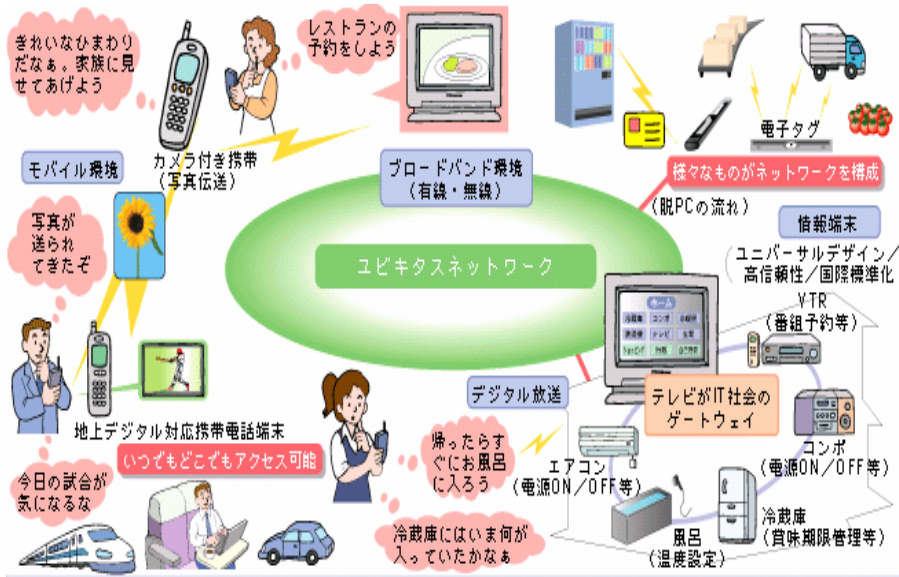 きれいなひまわり
だなぁ。家族に見
せてあげよう
レストランの
予約をしよう
カメラ付き携帯
(写真伝送)
モバイル環境
ブロードバンド環境
(有線・無線)
電子タグ
様々なものがネットワークを構成
(脱PCの流れ)
情報端末
ユニバーサルデザイン/
高信頼性/国際標準化
写真が
送られ
てきたぞ
ユビキタスネットワーク
ホーム
冷蔵庫 コンポ
テレビ
VTR
(番組予約等)
デジタル放送
テレビがIT社会の
ゲートウェイ
地上デジタル対応携帯電話端末
いつでもどこでもアクセス可能
今日の試合が
気になるな
帰ったらす
ぐにお風呂
に入ろう
エアコン
(電源ON/OFF等)
コンポ
(電源ON/OFF等)
冷蔵庫にはいま何が
入っていたかなぁ
風呂
(温度設定)
冷蔵庫
(賞味期限管理等)